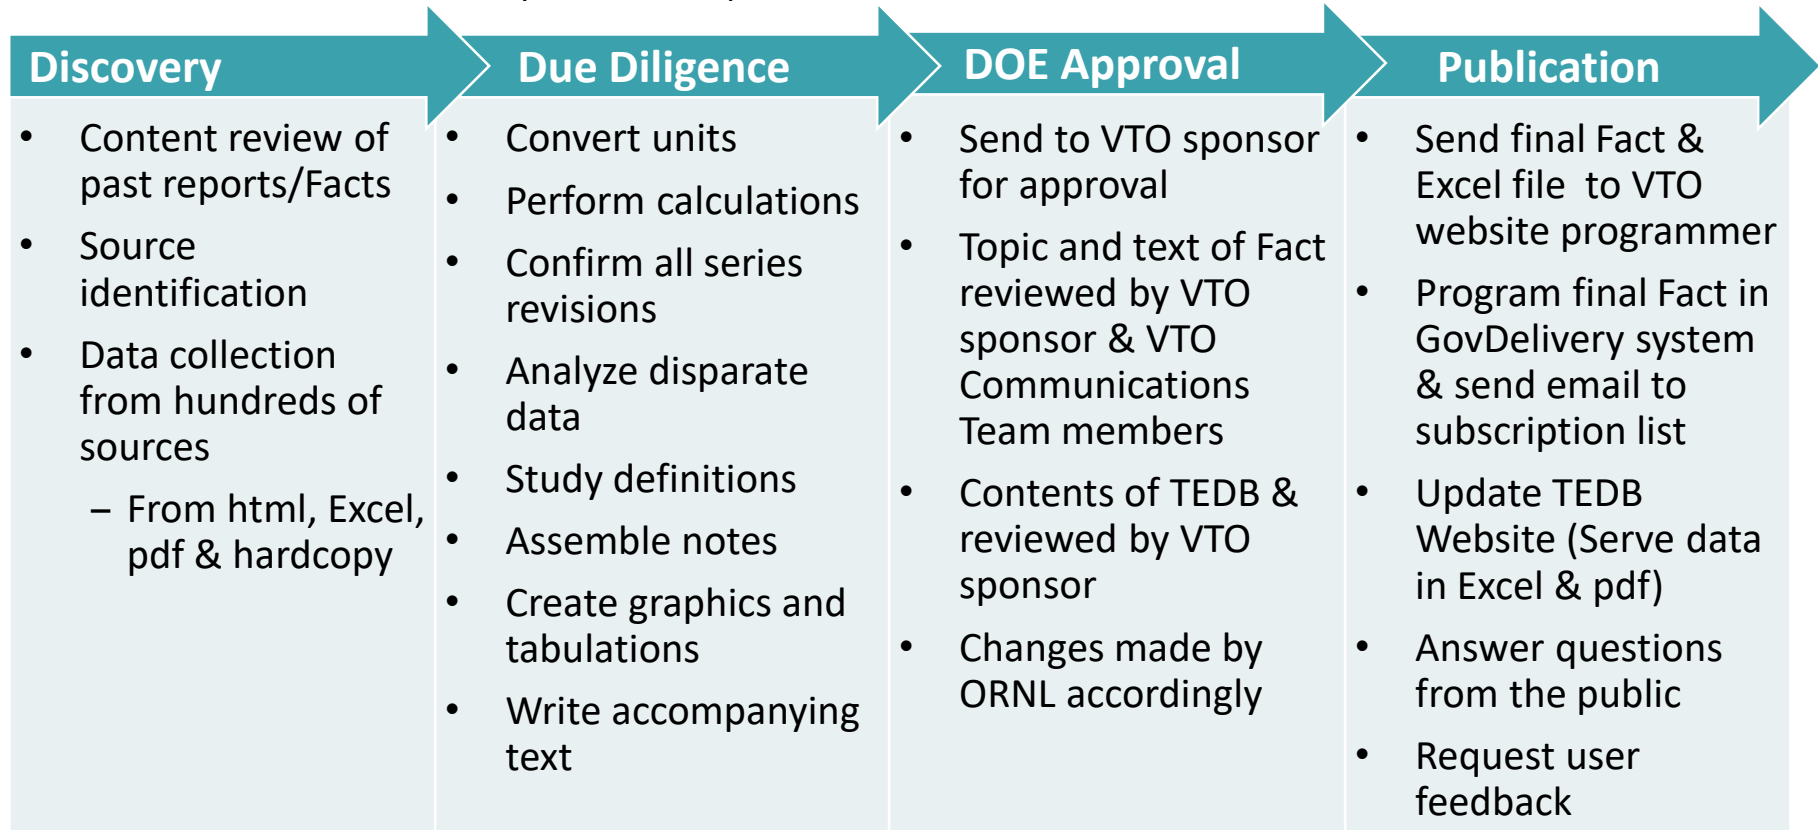 Discovery
• Content review of
past reports/Facts
• Source
identification
• Data collection
from hundreds of
sources
– From html, Excel,
pdf & hardcopy
Due Diligence
• Convert units
• Perform calculations
• Confirm all series
revisions
• Analyze disparate
data
• Study definitions
• Assemble notes
• Create graphics and
tabulations
• Write accompanying
text
DOE Approval
• Send to VTO sponsor
for approval
• Topic and text of Fact
reviewed by VTO
sponsor & VTO
Communications
Team members
• Contents of TEDB &
reviewed by VTO
sponsor
• Changes made by
ORNL accordingly
Publication
• Send final Fact &
Excel file to VTO
website programmer
• Program final Fact in
GovDelivery system
& send email to
subscription list
• Update TEDB
Website (Serve data
in Excel & pdf)
• Answer questions
from the public
• Request user
feedback